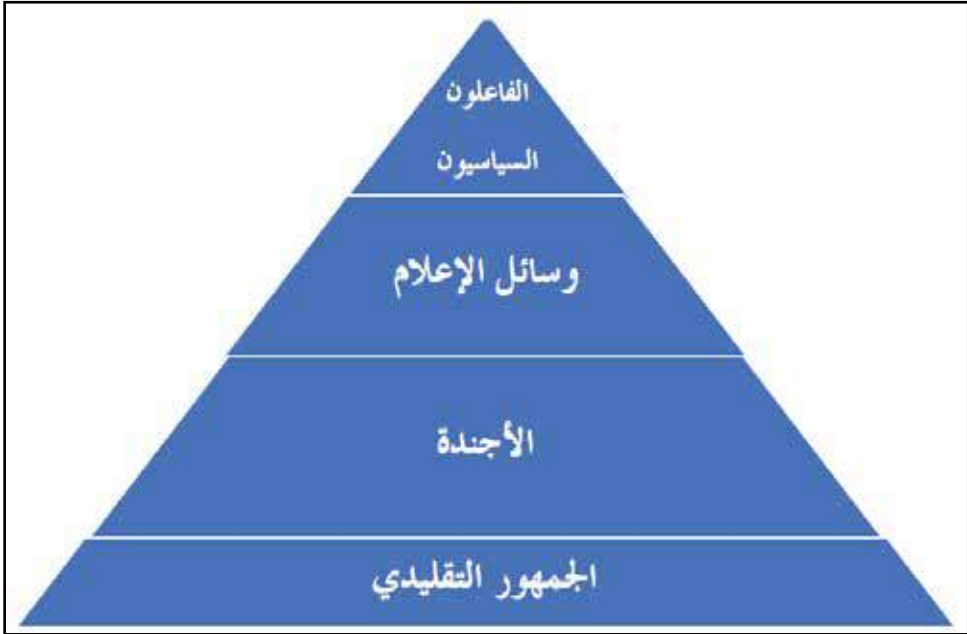 الفاعلون
السياسيون
وسائل الإعلام
الأجندة
الجمهور التقليدي